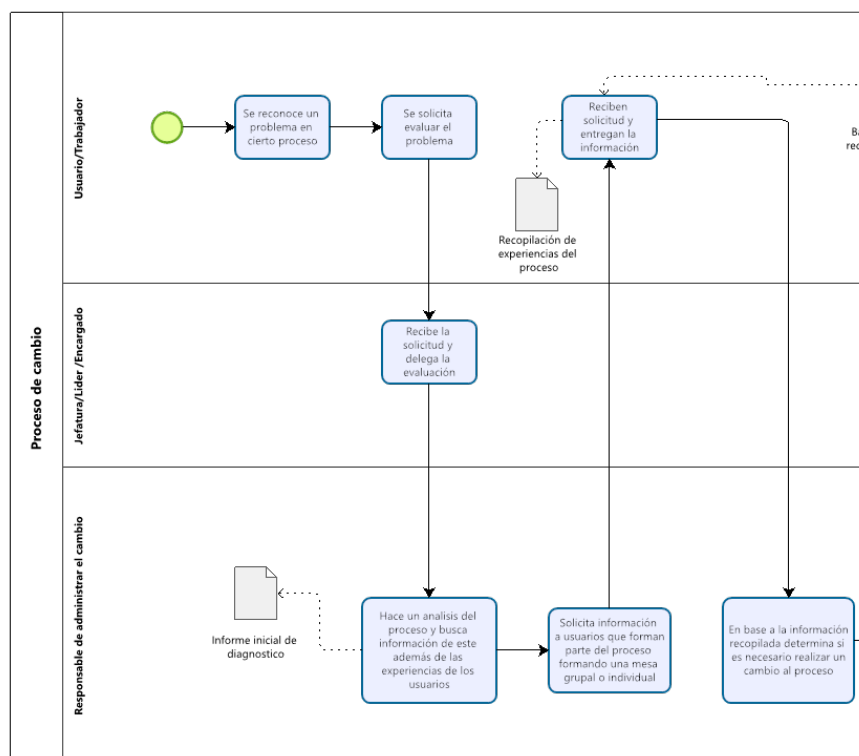 Proceso de cambio
Usuario/Trabajador
Se reconoce un
problema en
cierto proceso
Se solicita
evaluar el
problema
Reciben
solicitud y
entregan la
información
Recopilación de
experiencias del
proceso
Jefatura/Lider /Encargado
Recibe la
solicitud y
delega la
evaluación
Responsable de administrar el cambio
Informe inicial de
diagnostico
Hace un analisis del
proceso y busca
información de este
además de las
experiencias de los
usuarios
Solicita información
a usuarios que forman
parte del proceso
formando una mesa
grupal o individual
En base a la información
recopilada determina si
es necesario realizar un
cambio al proceso